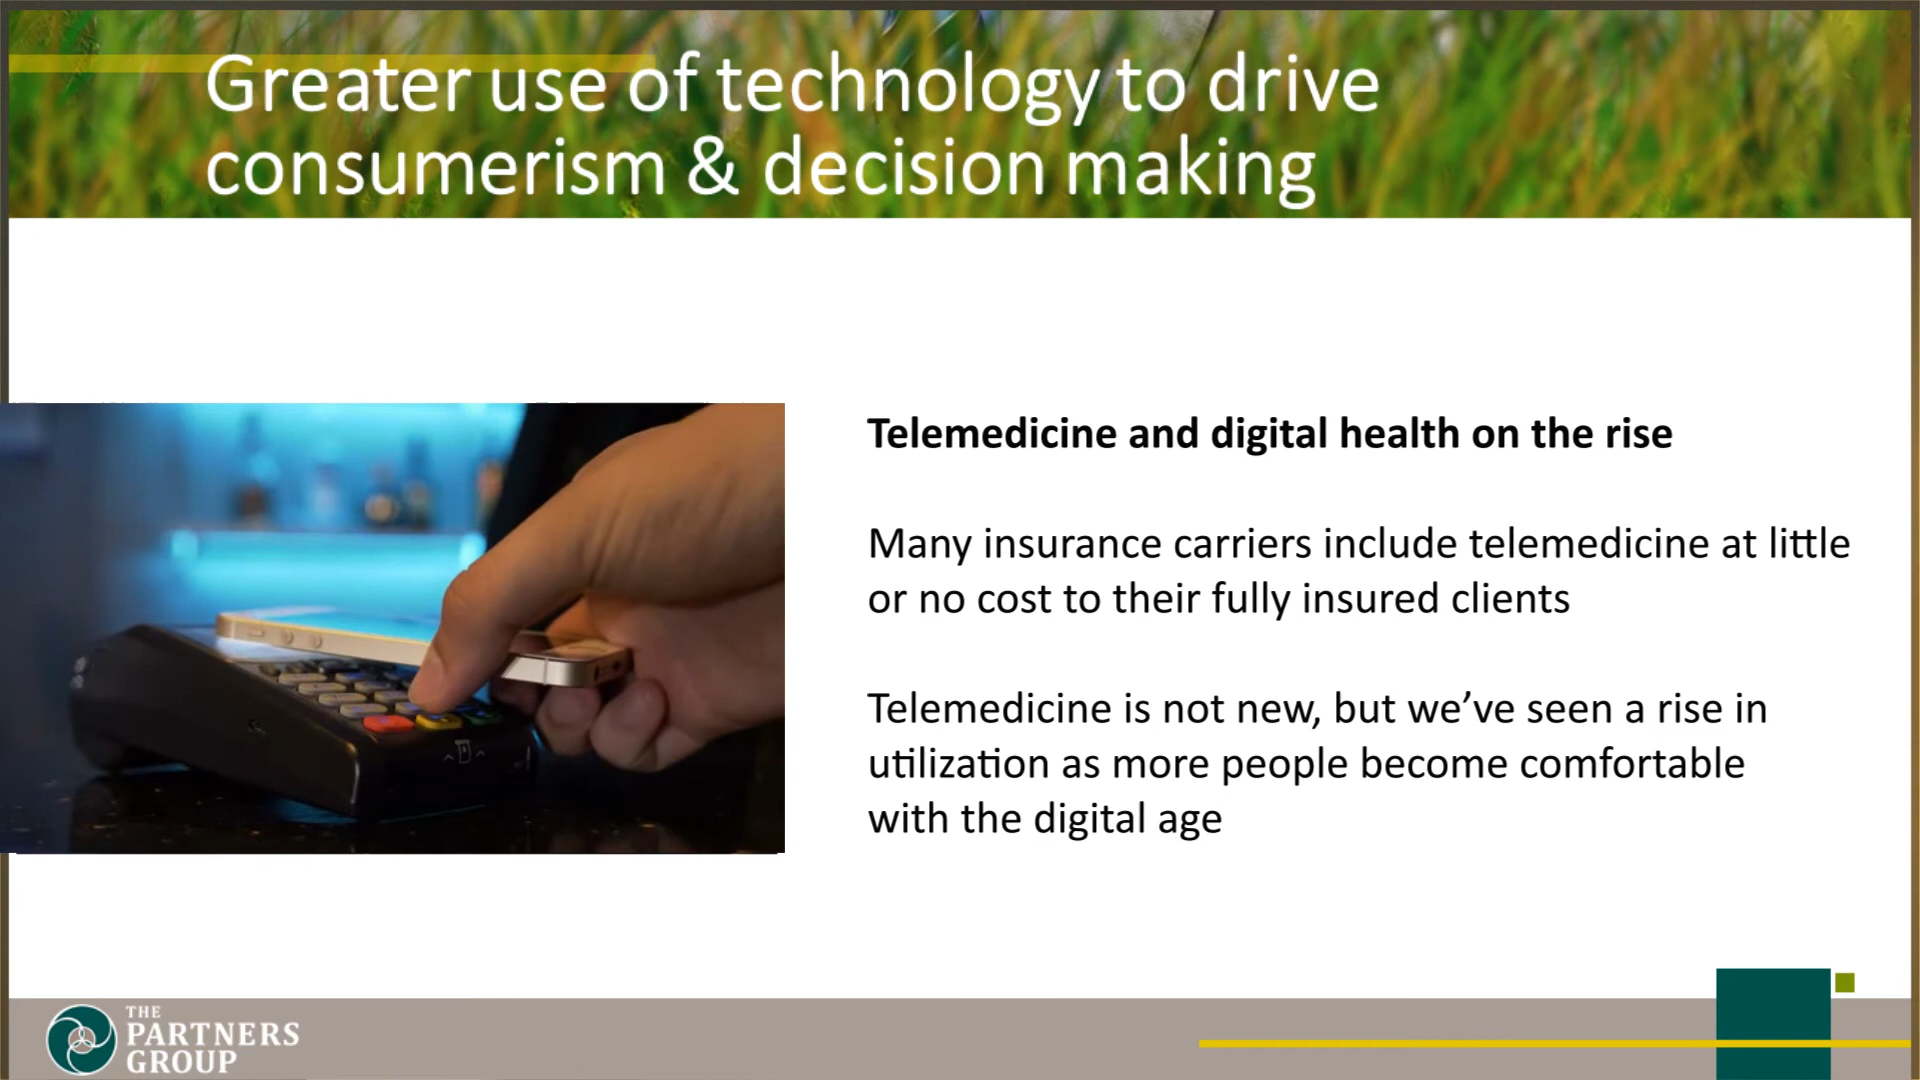 Greater use of technology to drive
consumerism & decision making
Telemedicine and digital health on the rise
Many insurance carriers include telemedicine at little
or no cost to their fully insured clients
Telemedicine is not new, but we’ve seen a rise in
utilization as more people become comfortable
with the digital age
THE
PARTNERS
GROUP